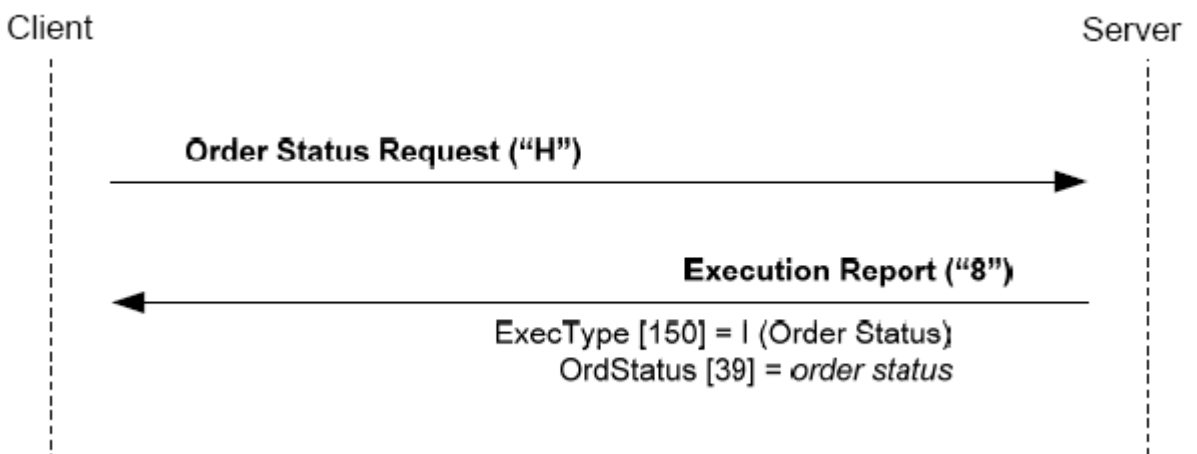 Client
Server
Order Status Request (“H”)
Execution Report (“8”)
ExecType [150] = I (Order Status)
OrdStatus [39] = order status